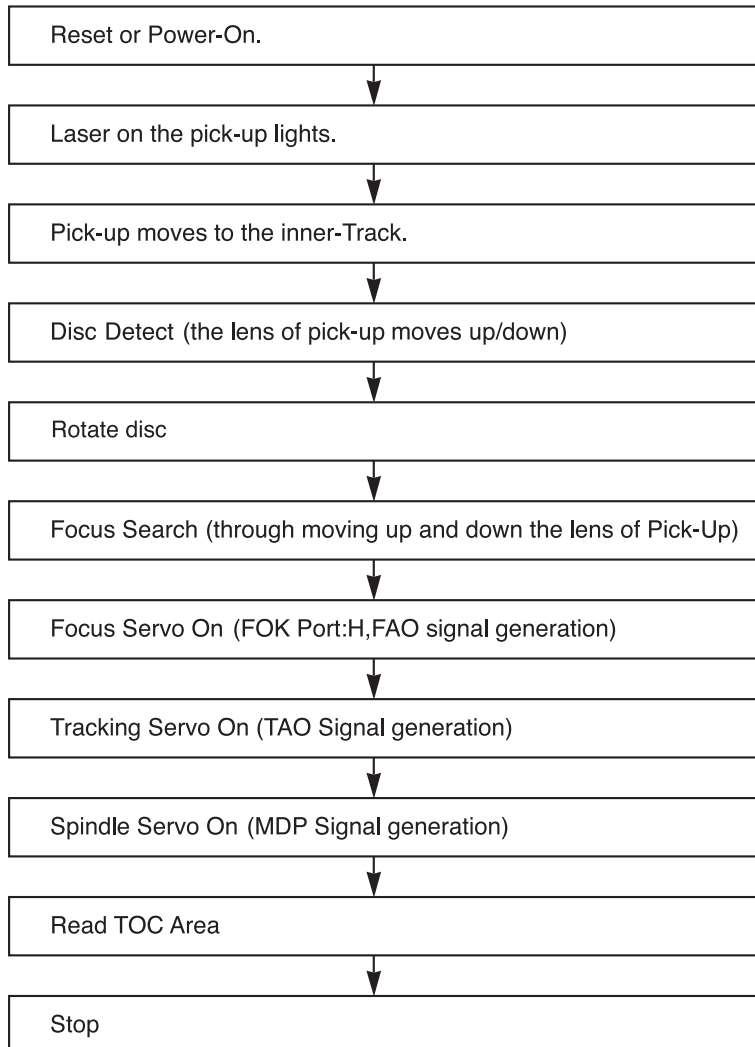 Reset or Power-On.
Laser on the pick-up lights.
Pick-up moves to the inner-Track.
Disc Detect (the lens of pick-up moves up/down)
Rotate disc
Focus Search (through moving up and down the lens of Pick-Up)
Focus Servo On (FOK Port:H,FAO signal generation)
Tracking Servo On (TAO Signal generation)
Spindle Servo On (MDP Signal generation)
Read TOC Area
Stop